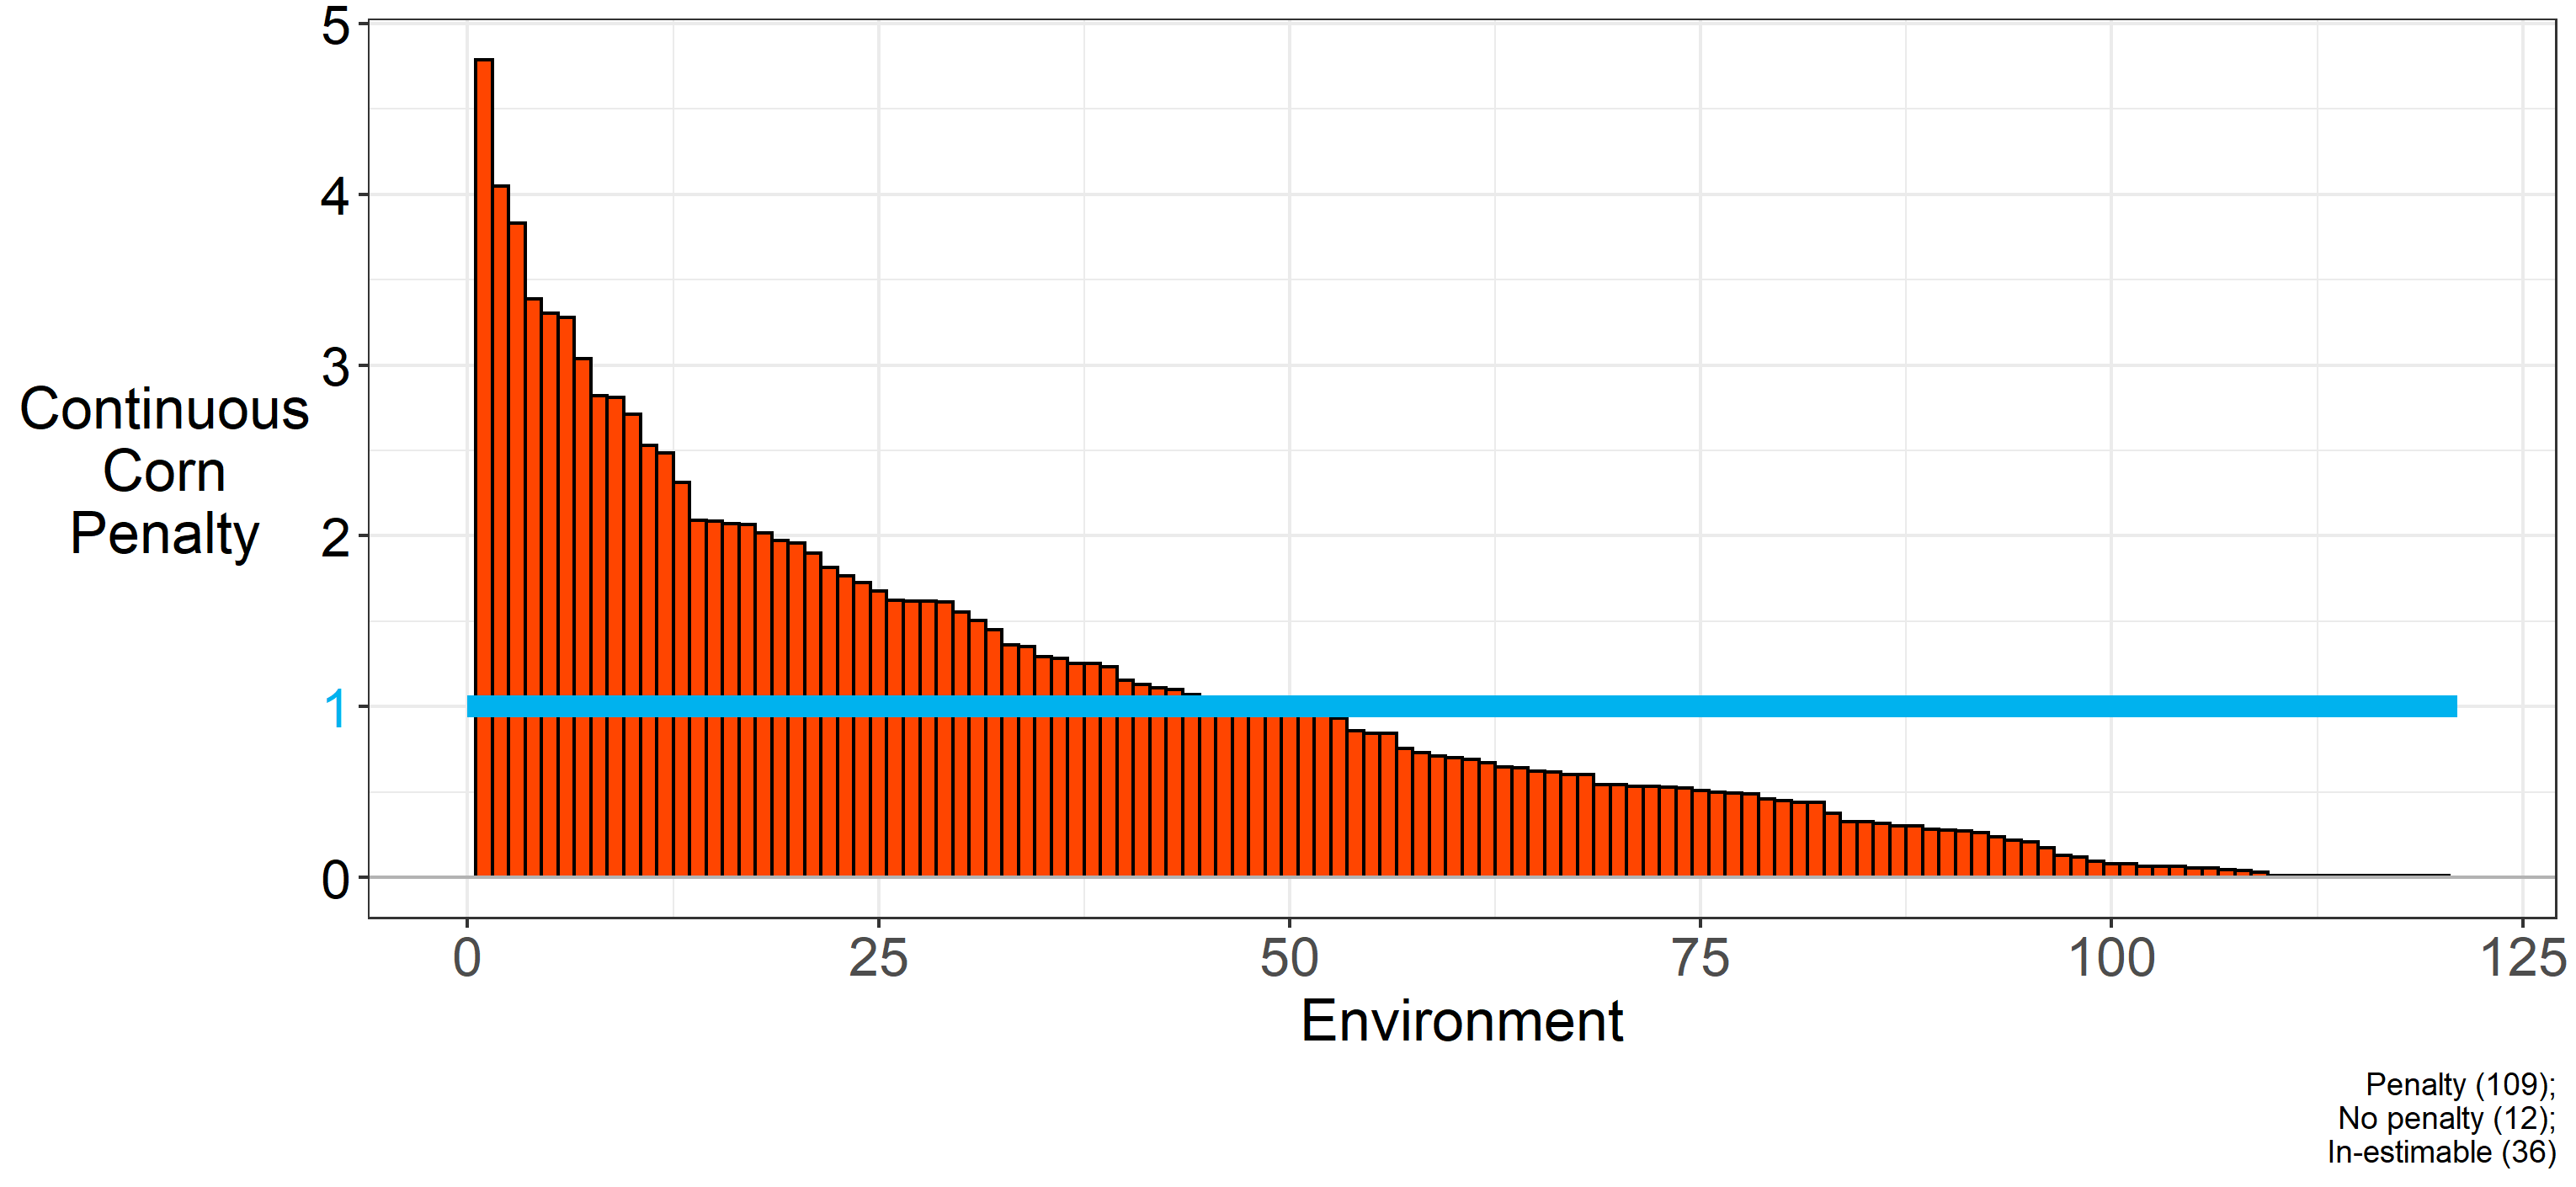 5
4
3
2
1
0
Continuous
Corn
Penalty
0 25 50 75 100 125
Environment
Penalty (109);
No penalty (12);
In-estimable (36)